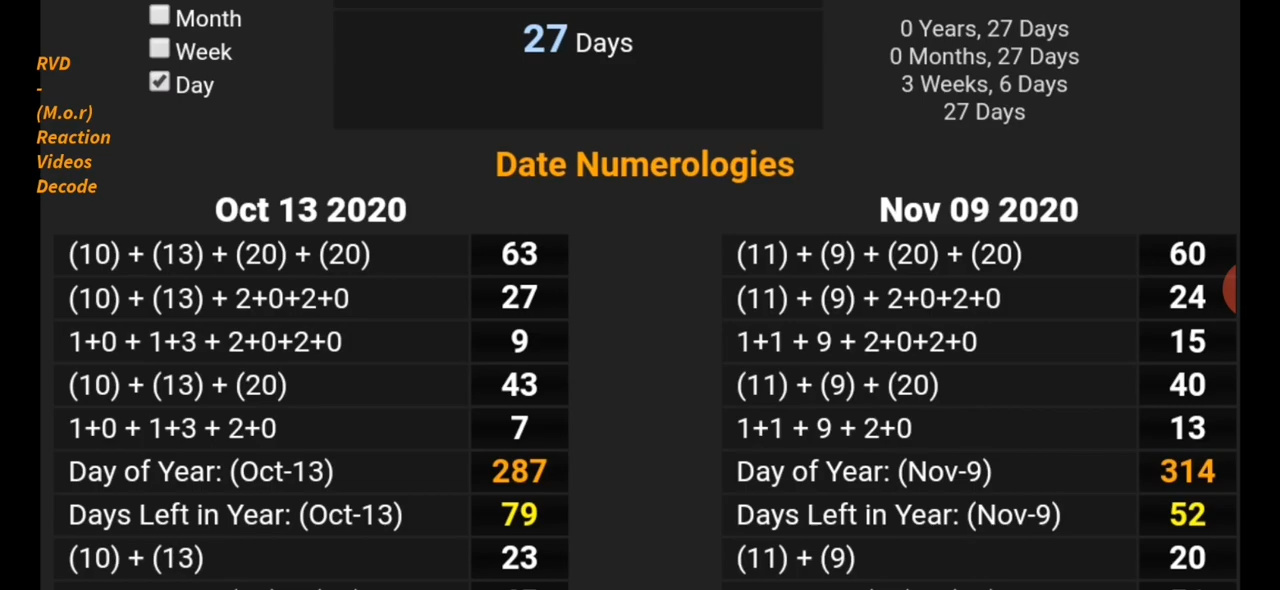 Month
Week
Day
RVD
-
(M.o.r)
Reaction
Videos
Decode
27 Days
0 Years, 27 Days
0 Months, 27 Days
3 Weeks, 6 Days
27 Days
Date Numerologies
Oct 13 2020
(10) + (13) + (20) + (20) 63
(10) + (13) + 2+0+2+0 27
1+0 + 1+3 + 2+0+2+0 9
(10) + (13) + (20) 43
1+0 + 1+3 + 2+0 7
Day of Year: (Oct-13) 287
Days Left in Year: (Oct-13) 79
(10) + (13) 23
Nov 09 2020
(11) + (9) + (20) + (20) 60
(11) + (9) + 2+0+2+0 24
1+1 + 9 + 2+0+2+0 15
(11) + (9) + (20) 40
1+1 + 9 + 2+0 13
Day of Year: (Nov-9) 314
Days Left in Year: (Nov-9) 52
(11) + (9) 20